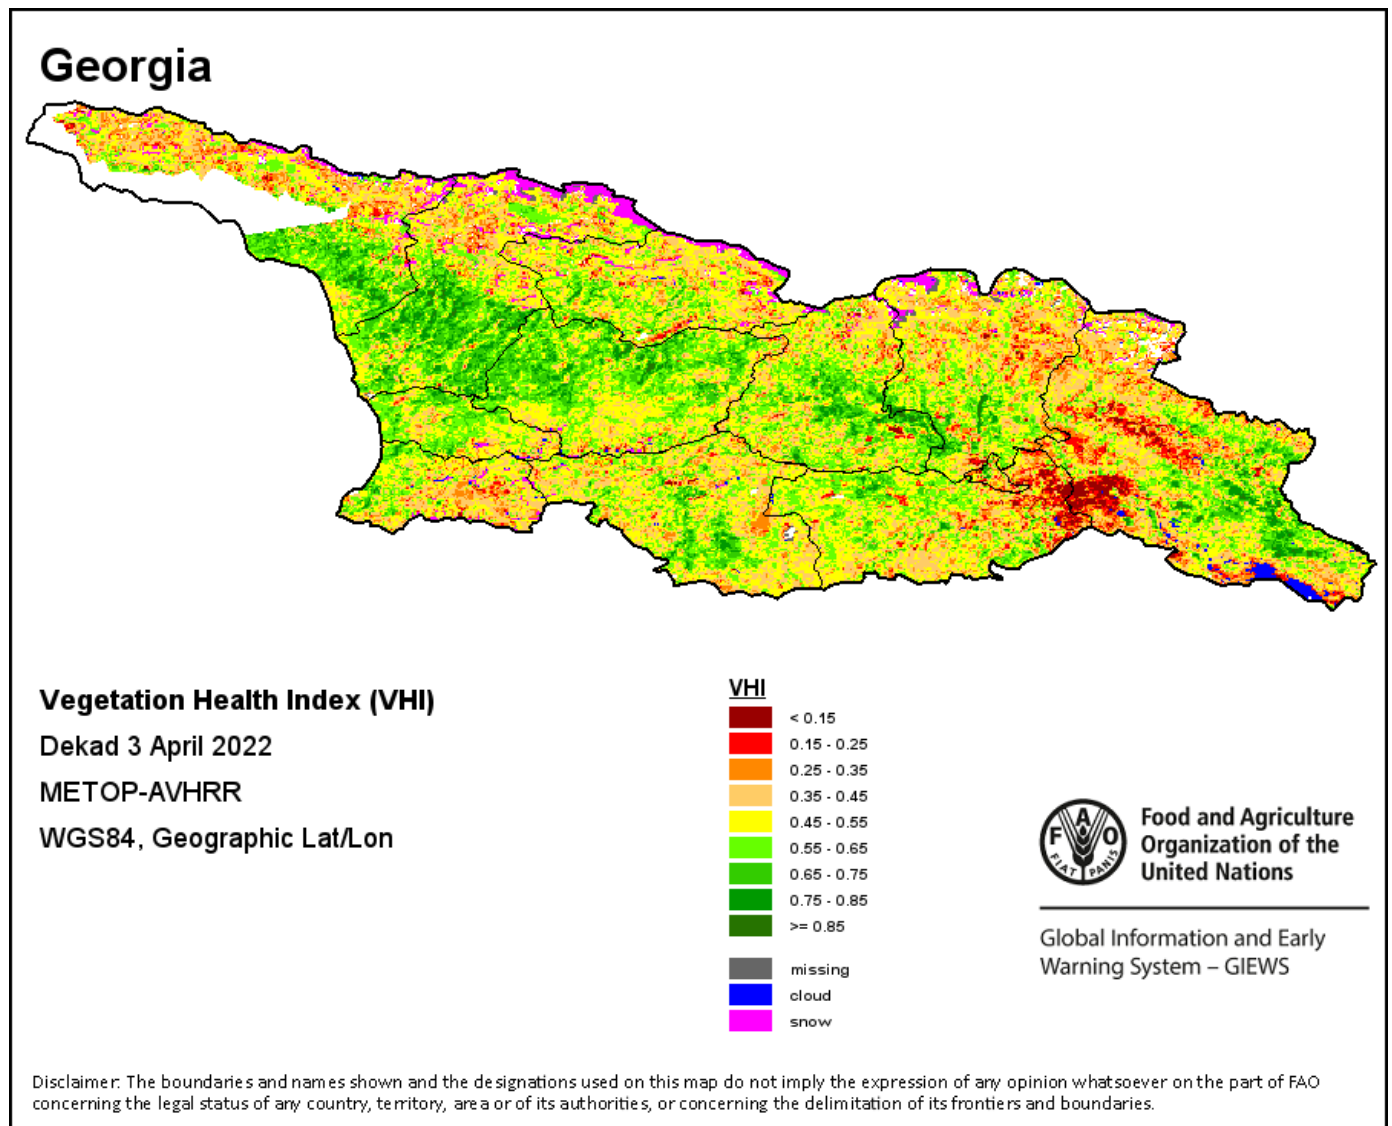 Georgia
Vegetation Health Index (VHI)
Dekad 3 April 2022
METOP-AVHRR
WGS84, Geographic Lat/Lon
VHI
< 0.15
0.15 - 0.25
0.25 - 0.35
0.35 - 0.45
0.45 - 0.55
0.55 - 0.65
0.65 - 0.75
0.75 - 0.85
>= 0.85
missing
cloud
snow
F A O
FIAT PANIS
Food and Agriculture
Organization of the
United Nations
Global Information and Early
Warning System – GIEWS
Disclaimer: The boundaries and names shown and the designations used on this map do not imply the expression of any opinion whatsoever on the part of FAO
concerning the legal status of any country, territory, area or of its authorities, or concerning the delimitation of its frontiers and boundaries.